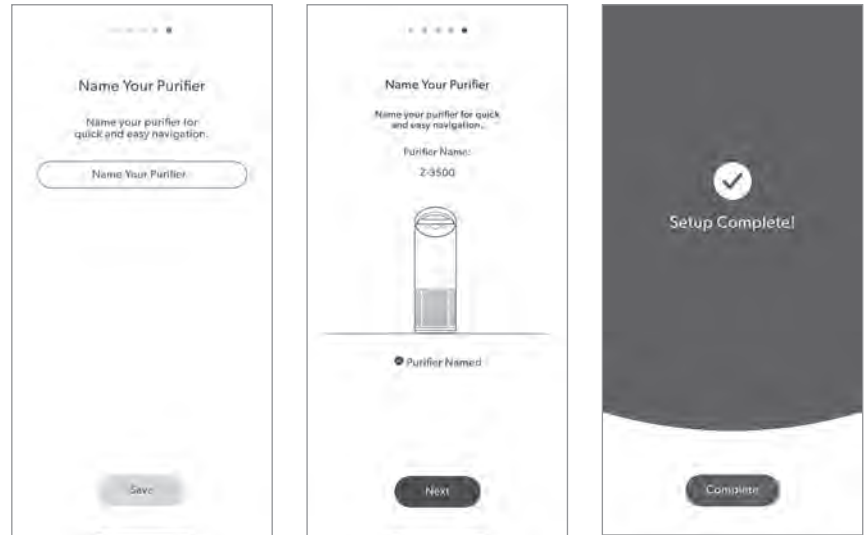 Name Your Purifier
Name your purifier for
quick and easy navigation.
Name Your Purifier
Save
Name Your Purifier
Name your purifier for quick
and easy navigation.
Purifier Name:
Z-3500
Purifier Named
Next
Setup Complete!
Complete